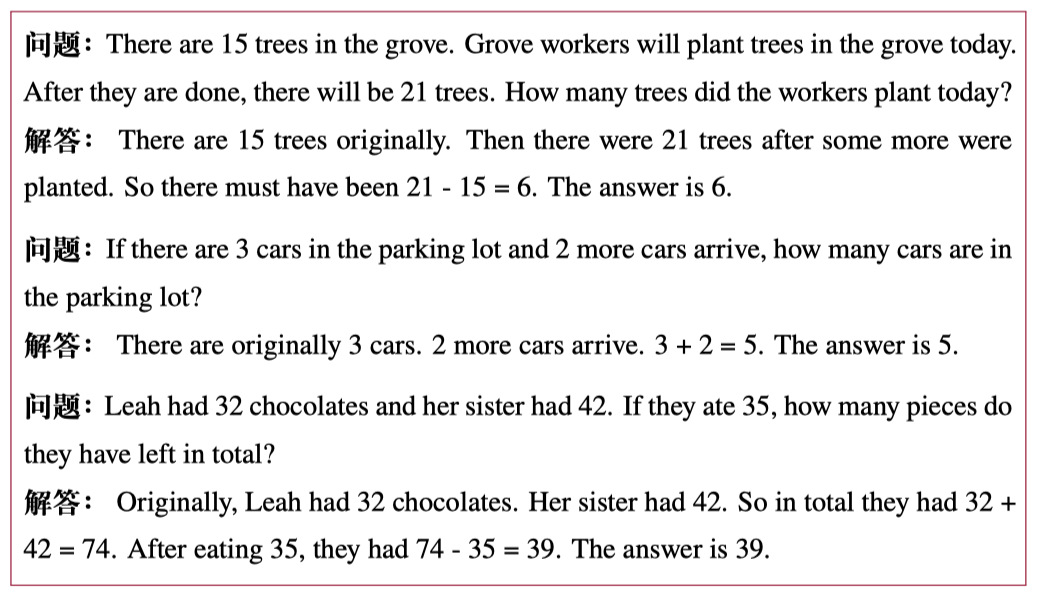 问题：There are 15 trees in the grove. Grove workers will plant trees in the grove today.
After they are done, there will be 21 trees. How many trees did the workers plant today?
解答： There are 15 trees originally. Then there were 21 trees after some more were
planted. So there must have been 21 - 15 = 6. The answer is 6.
问题：If there are 3 cars in the parking lot and 2 more cars arrive, how many cars are in
the parking lot?
解答： There are originally 3 cars. 2 more cars arrive. 3 + 2 = 5. The answer is 5.
问题：Leah had 32 chocolates and her sister had 42. If they ate 35, how many pieces do
they have left in total?
解答： Originally, Leah had 32 chocolates. Her sister had 42. So in total they had 32 +
42 = 74. After eating 35, they had 74 - 35 = 39. The answer is 39.